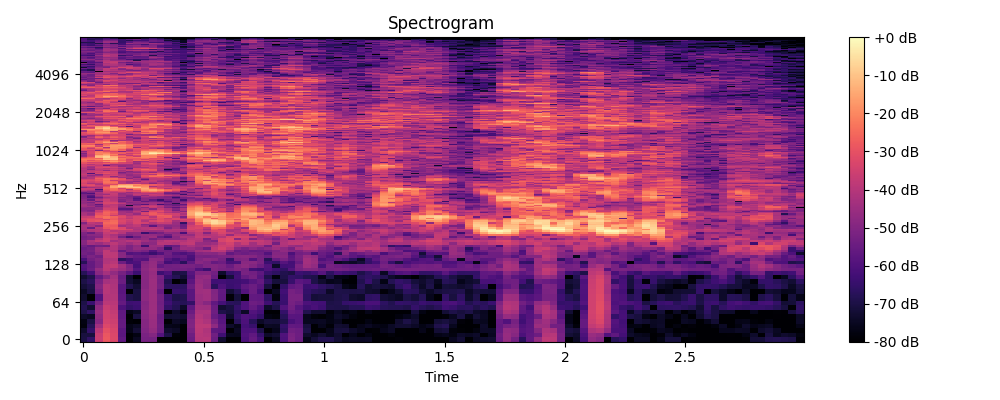 Spectrogram
+0 dB
4096
-10 dB
2048
-20 dB
1024
-30 dB
512
-40 dB
Hz
256
-50 dB
128
-60 dB
64
-70 dB
0
-80 dB
0
0.5
1
1.5
2
2.5
Time